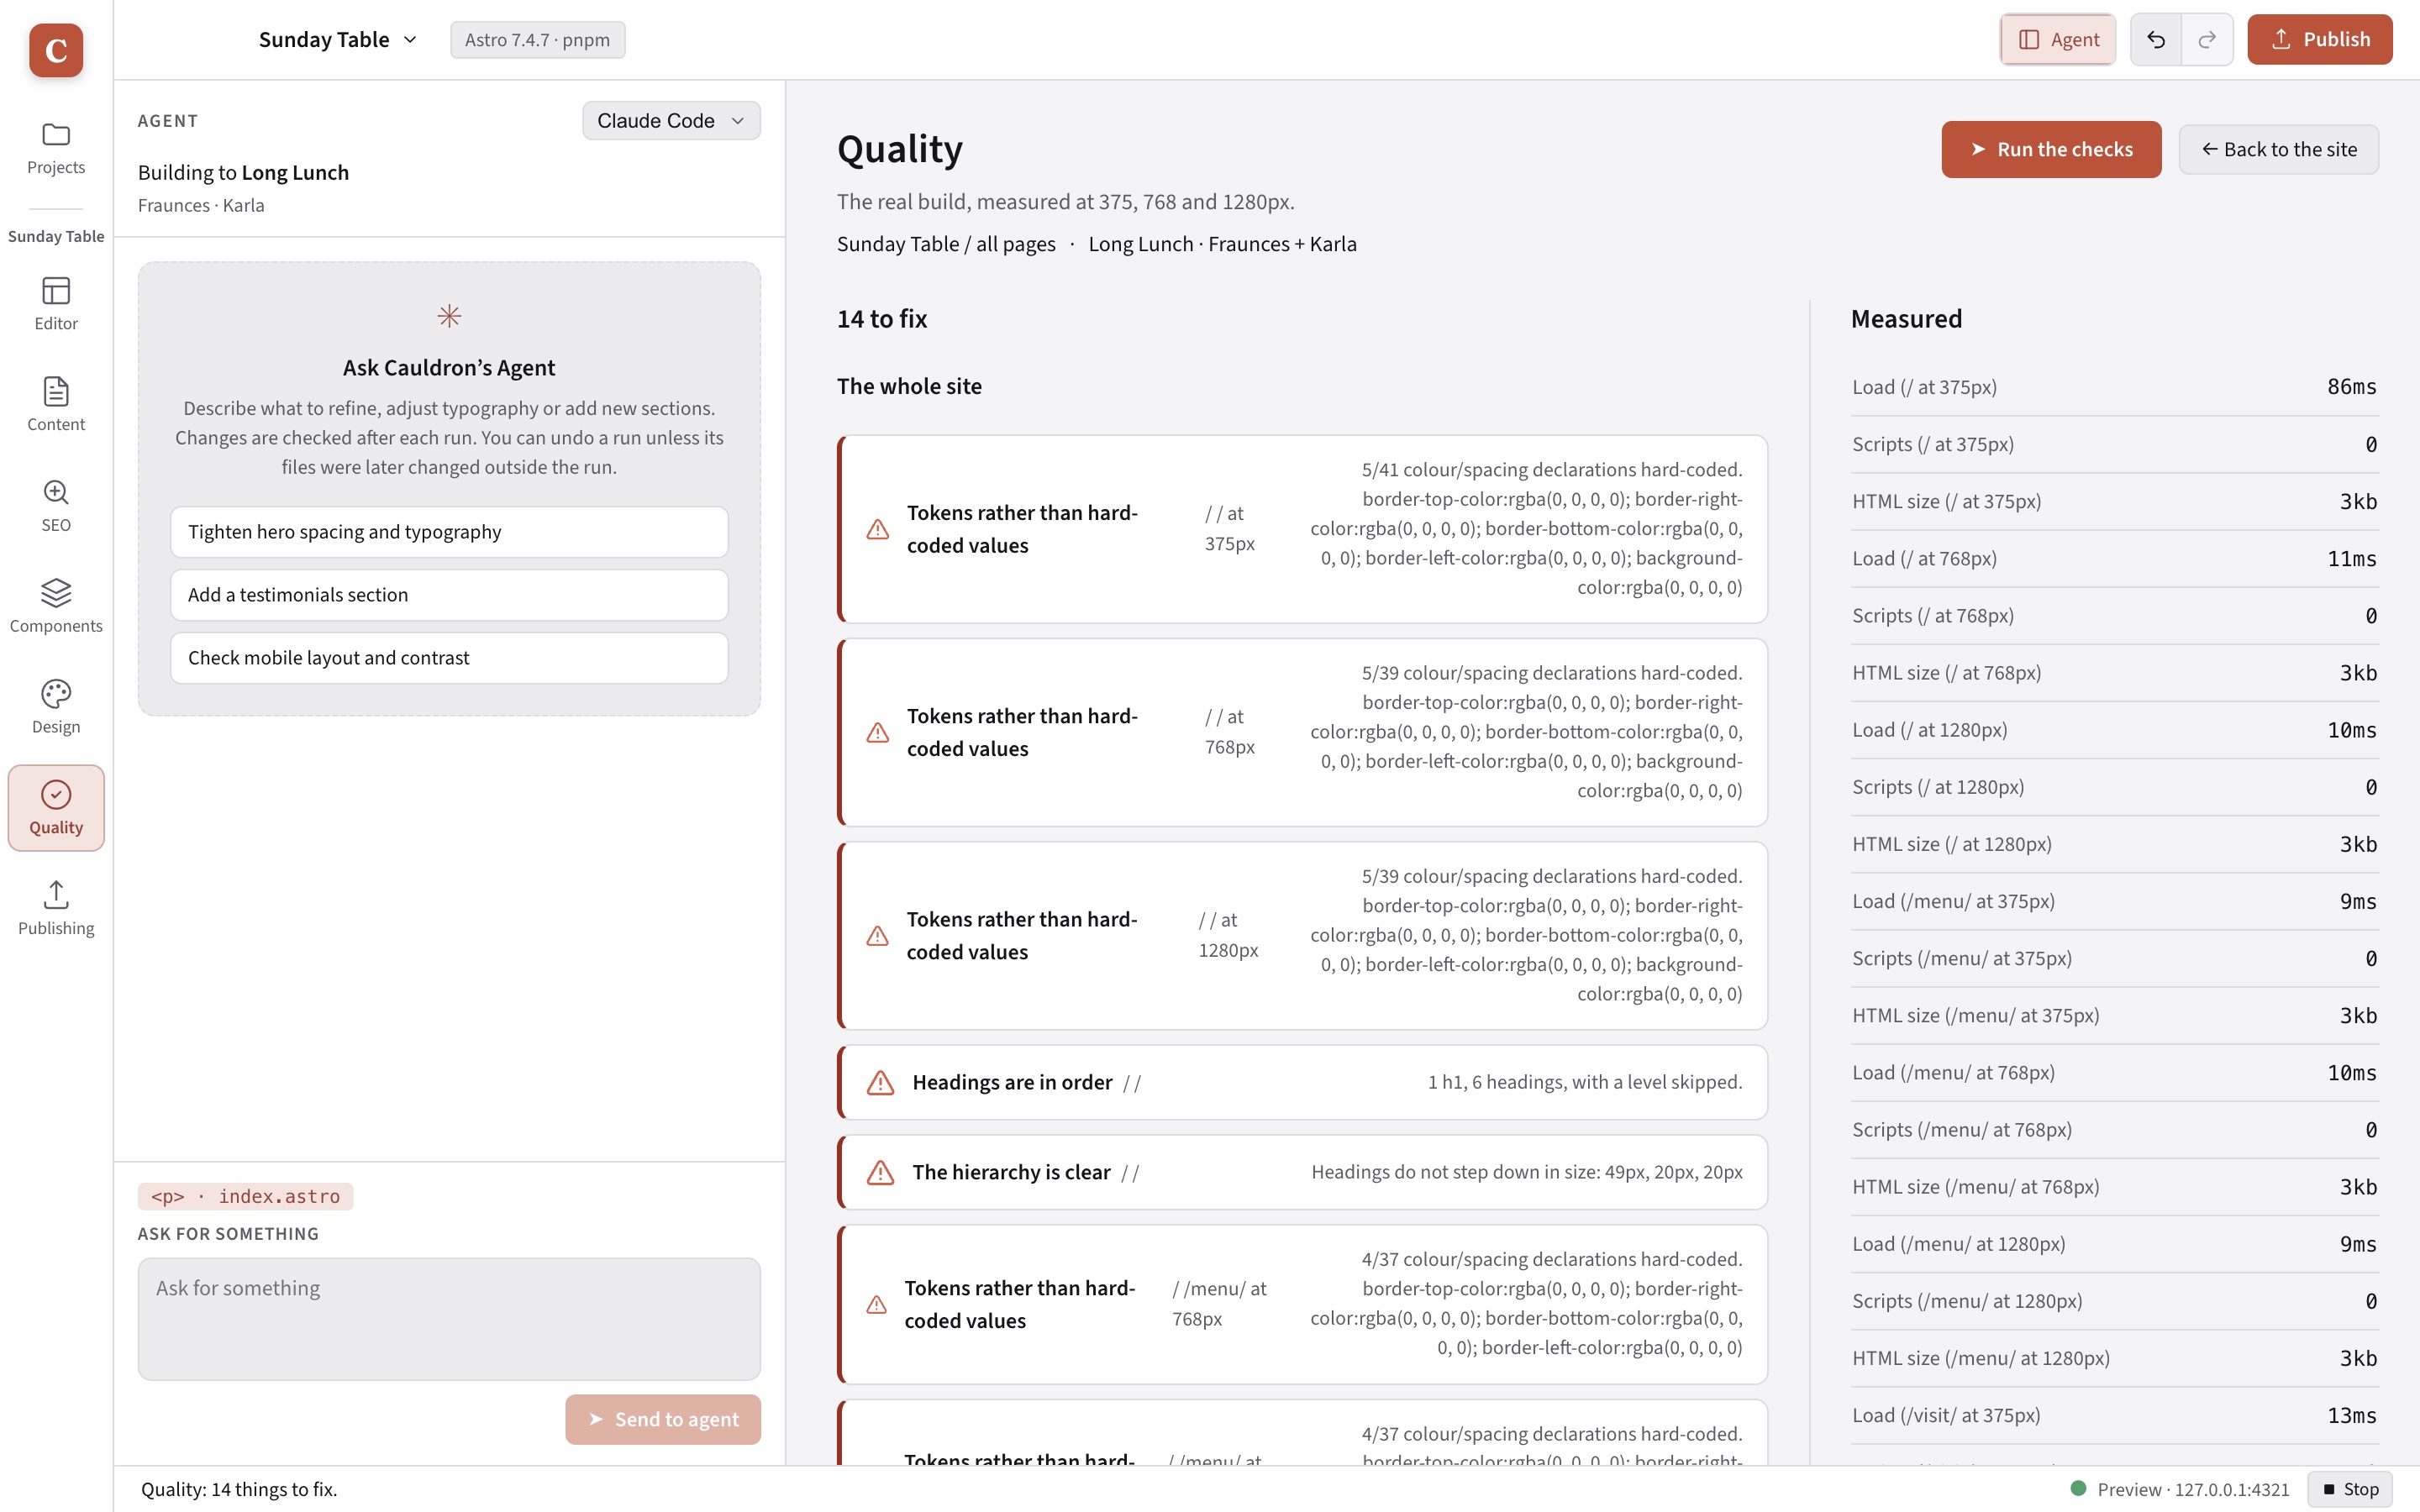 C
Sunday Table
Astro 7.4.7 · pnpm
Agent
Publish
Projects
Sunday Table
Editor
Content
SEO
Components
Design
Quality
Publishing
AGENT
Claude Code
Building to Long Lunch
Fraunces · Karla
Ask Cauldron’s Agent
Describe what to refine, adjust typography or add new sections.
Changes are checked after each run. You can undo a run unless its
files were later changed outside the run.
Tighten hero spacing and typography
Add a testimonials section
Check mobile layout and contrast
<p> · index.astro
ASK FOR SOMETHING
Ask for something
Send to agent
Quality
Run the checks
← Back to the site
The real build, measured at 375, 768 and 1280px.
Sunday Table / all pages · Long Lunch · Fraunces + Karla
14 to fix
The whole site
Tokens rather than hard-
coded values
/ / at
375px
5/41 colour/spacing declarations hard-coded.
border-top-color:rgba(0, 0, 0, 0); border-right-
color:rgba(0, 0, 0, 0); border-bottom-color:rgba(0, 0,
0, 0); border-left-color:rgba(0, 0, 0, 0); background-
color:rgba(0, 0, 0, 0)
Tokens rather than hard-
coded values
/ / at
768px
5/39 colour/spacing declarations hard-coded.
border-top-color:rgba(0, 0, 0, 0); border-right-
color:rgba(0, 0, 0, 0); border-bottom-color:rgba(0, 0,
0, 0); border-left-color:rgba(0, 0, 0, 0); background-
color:rgba(0, 0, 0, 0)
Tokens rather than hard-
coded values
/ / at
1280px
5/39 colour/spacing declarations hard-coded.
border-top-color:rgba(0, 0, 0, 0); border-right-
color:rgba(0, 0, 0, 0); border-bottom-color:rgba(0, 0,
0, 0); border-left-color:rgba(0, 0, 0, 0); background-
color:rgba(0, 0, 0, 0)
Headings are in order / /
1 h1, 6 headings, with a level skipped.
The hierarchy is clear / /
Headings do not step down in size: 49px, 20px, 20px
Tokens rather than hard-
coded values
/ /menu/ at
768px
4/37 colour/spacing declarations hard-coded.
border-top-color:rgba(0, 0, 0, 0); border-right-
color:rgba(0, 0, 0, 0); border-bottom-color:rgba(0, 0,
0, 0); border-left-color:rgba(0, 0, 0, 0)
Tokens rather than hard-
/ /menu/ at
4/37 colour/spacing declarations hard-coded.
border-top-color:rgba(0, 0, 0, 0); border-right-
Measured
Load (/ at 375px) 86ms
Scripts (/ at 375px) 0
HTML size (/ at 375px) 3kb
Load (/ at 768px) 11ms
Scripts (/ at 768px) 0
HTML size (/ at 768px) 3kb
Load (/ at 1280px) 10ms
Scripts (/ at 1280px) 0
HTML size (/ at 1280px) 3kb
Load (/menu/ at 375px) 9ms
Scripts (/menu/ at 375px) 0
HTML size (/menu/ at 375px) 3kb
Load (/menu/ at 768px) 10ms
Scripts (/menu/ at 768px) 0
HTML size (/menu/ at 768px) 3kb
Load (/menu/ at 1280px) 9ms
Scripts (/menu/ at 1280px) 0
HTML size (/menu/ at 1280px) 3kb
Load (/visit/ at 375px) 13ms
Quality: 14 things to fix.
Preview · 127.0.0.1:4321
Stop